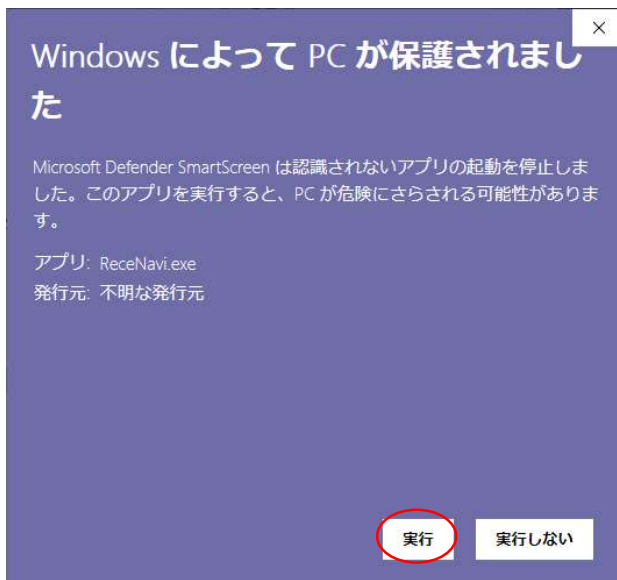 Windows によって PC が保護されまし
た
Microsoft Defender SmartScreen は認識されないアプリの起動を停止しま
した。このアプリを実行すると、PC が危険にさらされる可能性がありま
す。
アプリ: ReceNavi.exe
発行元: 不明な発行元
実行 実行しない